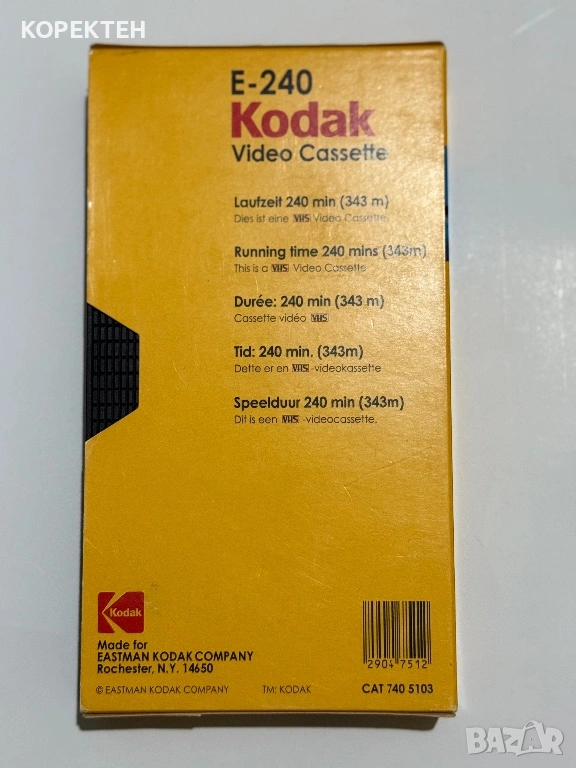 КОРЕКТЕН
E-240
Kodak
Video Cassette
Laufzeit 240 min (343 m)
Dies ist eine VHS Video Cassette.
Running time 240 mins (343m)
This is a VHS Video Cassette
Durée: 240 min (343 m)
Cassette vidéo VHS
Tid: 240 min. (343m)
Dette er en VHS -videokassette
Speelduur 240 min (343m)
Dit is een VHS -videocassette.
Kodak
Made for
EASTMAN KODAK COMPANY
Rochester, N.Y. 14650
2904 7512
© EASTMAN KODAK COMPANY TM: KODAK CAT 740 5103
BAZAR